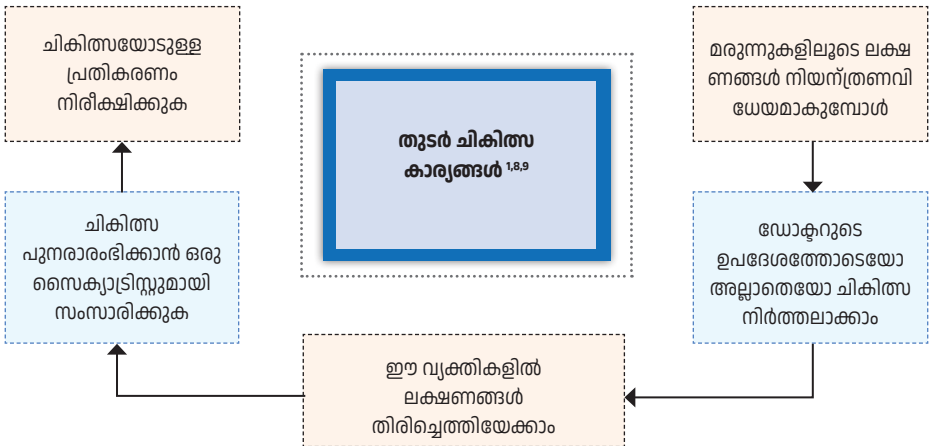 ചികിത്സയോടുള്ള
പ്രതികരണം
നിരീക്ഷിക്കുക
തുടർ ചികിത്സ
കാര്യങ്ങൾ 1,8,9
മരുന്നുകളിലൂടെ ലക്ഷ
ണങ്ങൾ നിയന്ത്രണവി
ധേയമാകുമ്പോൾ
ചികിത്സ
പുനരാരംഭിക്കാൻ ഒരു
സൈക്യാട്രിസ്റ്റുമായി
സംസാരിക്കുക
ഡോക്ടറുടെ
ഉപദേശത്തോടെയോ
അല്ലാതെയോ ചികിത്സ
നിർത്തലാക്കാം
ഈ വ്യക്തികളിൽ
ലക്ഷണങ്ങൾ
തിരിച്ചെത്തിയേക്കാം